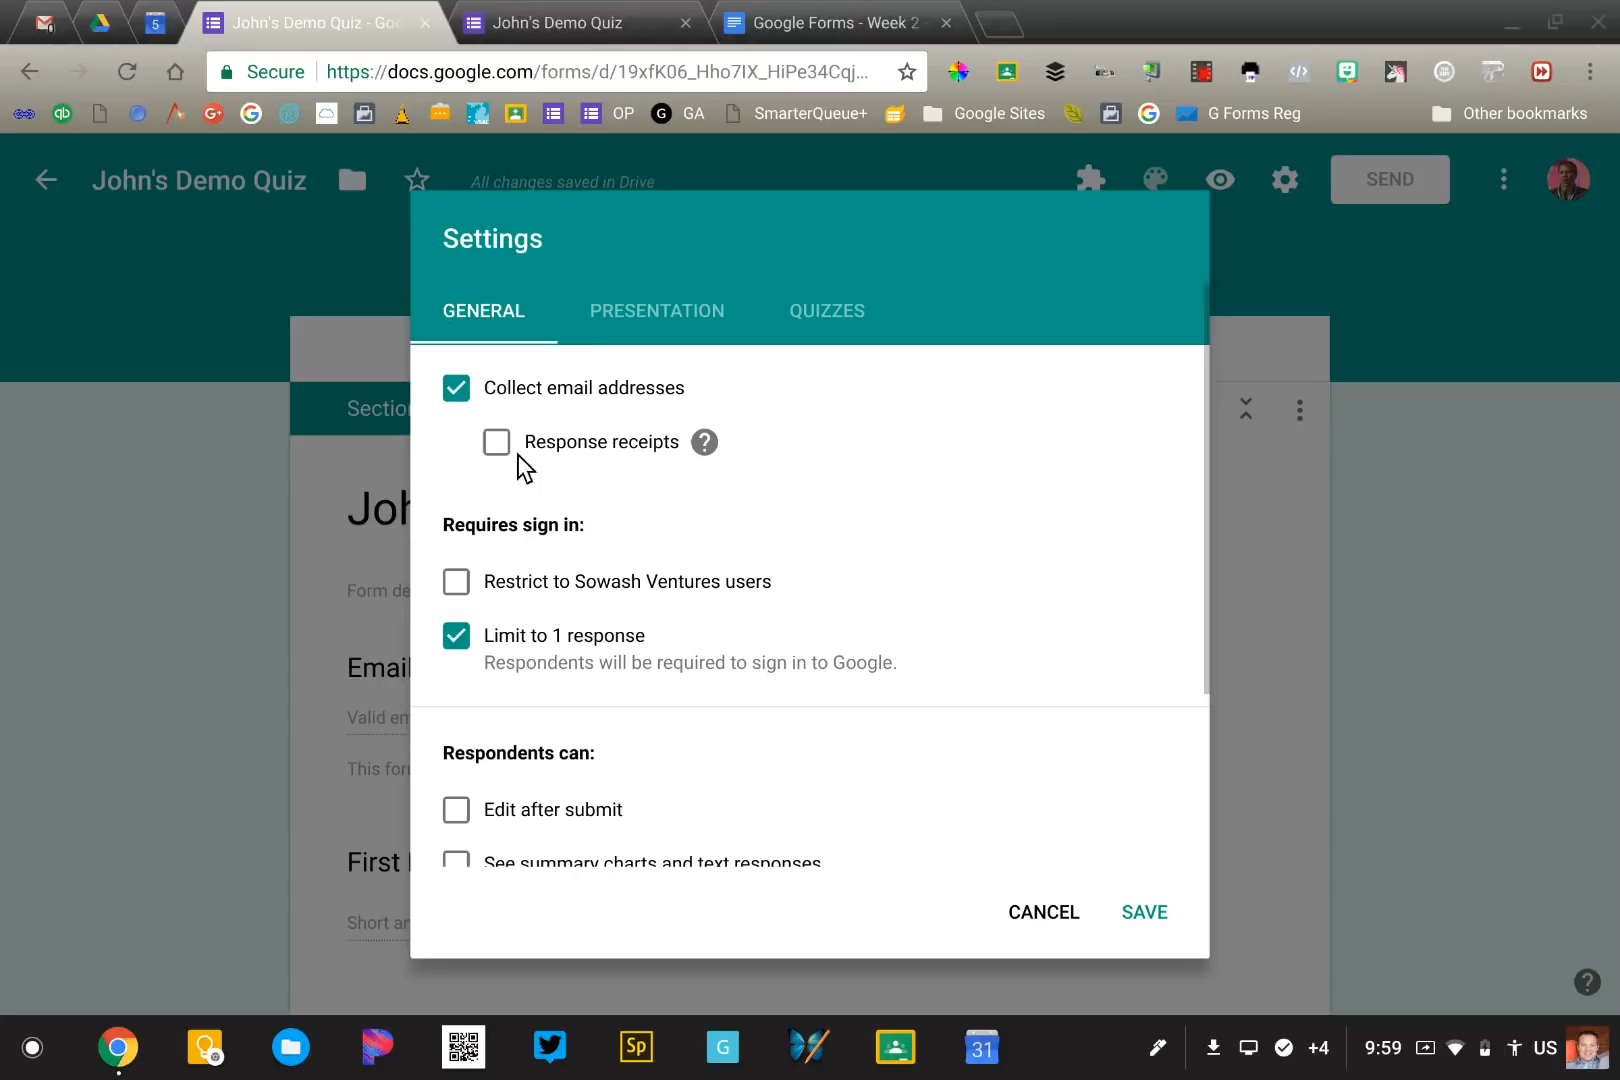 John's Demo Quiz - Goo
John's Demo Quiz
Google Forms - Week 2
Secure
https://docs.google.com/forms/d/19xfK06_Hho7IX_HiPe34Cqj...
OP
GA
SmarterQueue+
Google Sites
G Forms Reg
Other bookmarks
John's Demo Quiz
All changes saved in Drive
SEND
Settings
GENERAL
PRESENTATION
QUIZZES
Collect email addresses
Section
Response receipts
Joh
Requires sign in:
Restrict to Sowash Ventures users
Form de
Limit to 1 response
Respondents will be required to sign in to Google.
Email
Valid em
Respondents can:
This for
Edit after submit
See summary charts and text responses
First
Short an
CANCEL
SAVE
Sp
G
31
+4
9:59
US